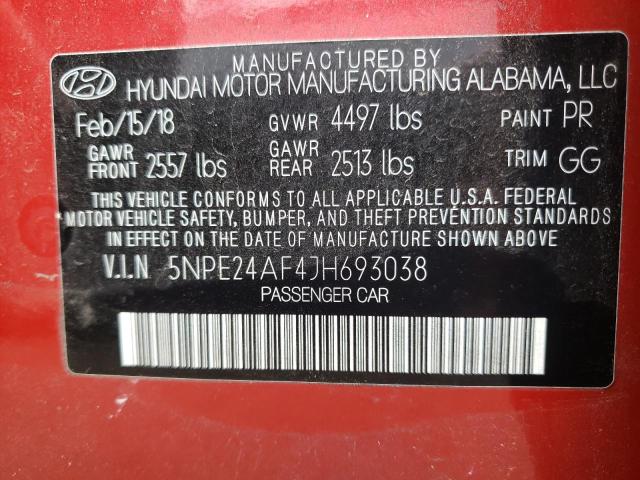 MANUFACTURED BY
HYUNDAI MOTOR MANUFACTURING ALABAMA, LLC
Feb/15/18 GVWR 4497 lbs PAINT PR
GAWR FRONT 2557 lbs GAWR REAR 2513 lbs TRIM GG
THIS VEHICLE CONFORMS TO ALL APPLICABLE U.S.A. FEDERAL
MOTOR VEHICLE SAFETY, BUMPER, AND THEFT PREVENTION STANDARDS
IN EFFECT ON THE DATE OF MANUFACTURE SHOWN ABOVE.
V.I.N 5NPE24AF4JH693038
PASSENGER CAR